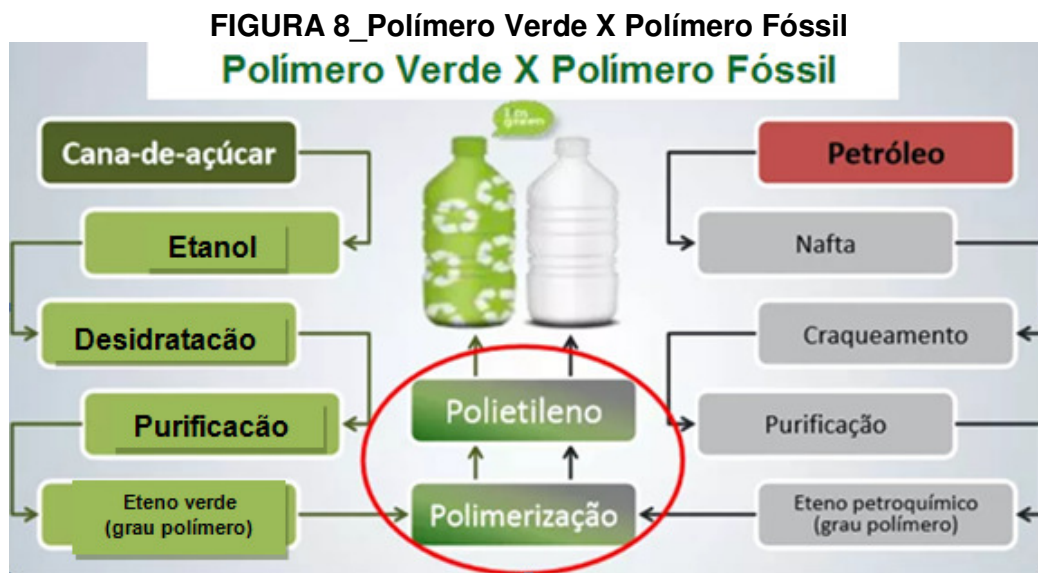 FIGURA 8_Polímero Verde X Polímero Fóssil
Polímero Verde X Polímero Fóssil
I'm
green
Cana-de-açúcar
Etanol
Desidratacão
Purificacão
Eteno verde
(grau polímero)
Polietileno
Polimerização
Petróleo
Nafta
Craqueamento
Purificação
Eteno petroquímico
(grau polímero)